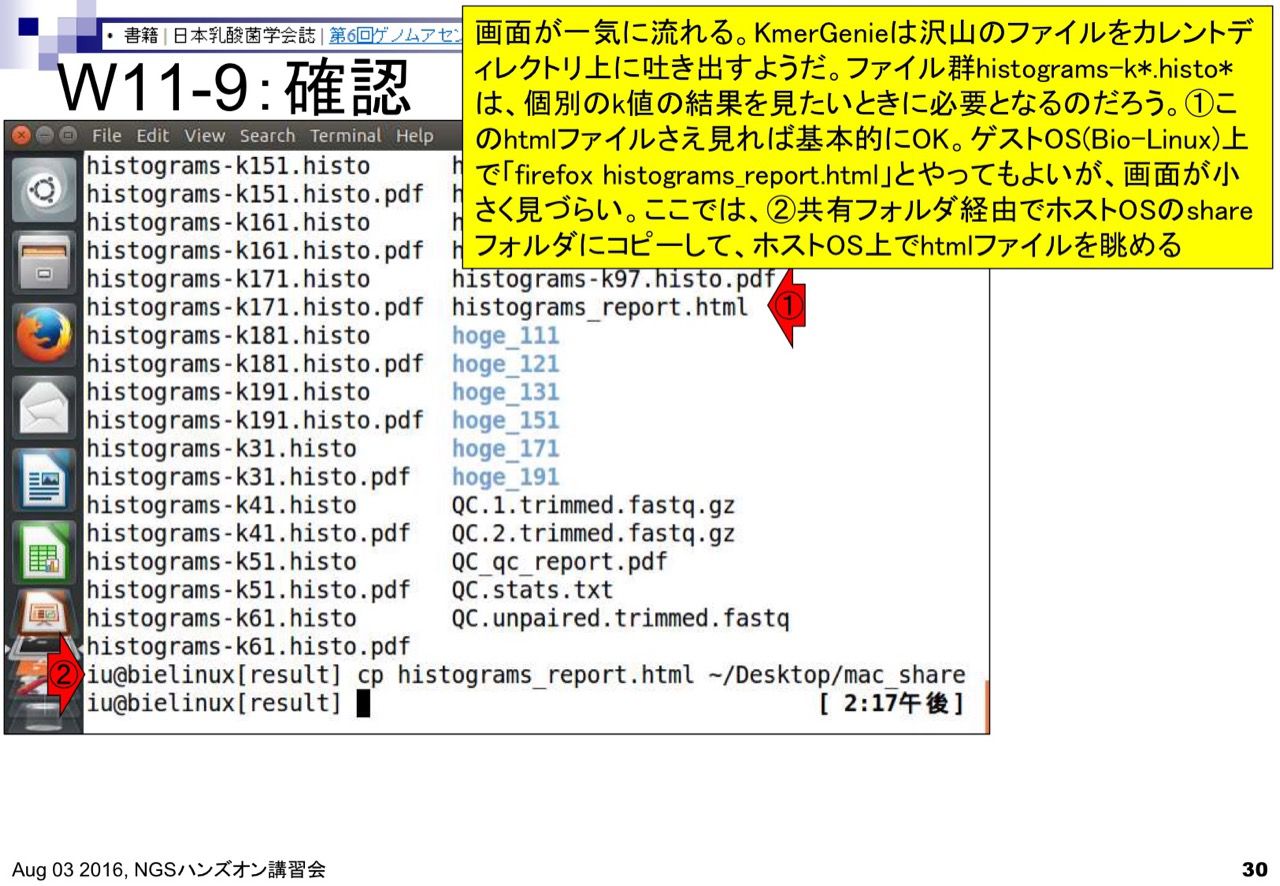 ・ 書籍 | 日本乳酸菌学会誌 | 第6回ゲノムアセン
W11-9：確認
画面が一気に流れる。KmerGenieは沢山のファイルをカレントデ
ィレクトリ上に吐き出すようだ。ファイル群histograms-k*.histo*
は、個別のk値の結果を見たいときに必要となるのだろう。①こ
のhtmlファイルさえ見れば基本的にOK。ゲストOS(Bio-Linux)上
で「firefox histograms_report.html」とやってもよいが、画面が小
さく見づらい。ここでは、②共有フォルダ経由でホストOSのshare
フォルダにコピーして、ホストOS上でhtmlファイルを眺める
File Edit View Search Terminal Help
histograms-k151.histo h
histograms-k151.histo.pdf h
histograms-k161.histo h
histograms-k161.histo.pdf h
histograms-k171.histo histograms-k97.histo.pdf
histograms-k171.histo.pdf histograms_report.html ①
histograms-k181.histo hoge_111
histograms-k181.histo.pdf hoge_121
histograms-k191.histo hoge_131
histograms-k191.histo.pdf hoge_151
histograms-k31.histo hoge_171
histograms-k31.histo.pdf hoge_191
histograms-k41.histo QC.1.trimmed.fastq.gz
histograms-k41.histo.pdf QC.2.trimmed.fastq.gz
histograms-k51.histo QC_qc_report.pdf
histograms-k51.histo.pdf QC.stats.txt
histograms-k61.histo QC.unpaired.trimmed.fastq
histograms-k61.histo.pdf
② iu@bielinux[result] cp histograms_report.html ~/Desktop/mac_share
iu@bielinux[result] [ 2:17午後]
Aug 03 2016, NGSハンズオン講習会 30